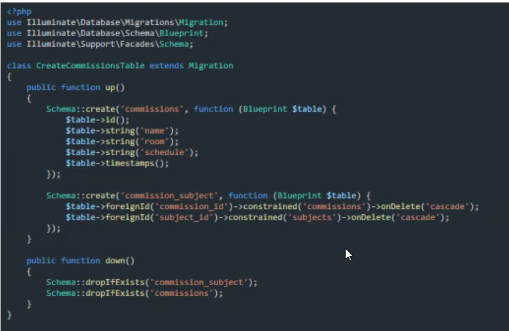 <?php
use Illuminate\Database\Migrations\Migration;
use Illuminate\Database\Schema\Blueprint;
use Illuminate\Support\Facades\Schema;
class CreateCommissionsTable extends Migration
{
public function up()
{
Schema::create('commissions', function (Blueprint $table) {
$table->id();
$table->string('name');
$table->string('room');
$table->string('schedule');
$table->timestamps();
});
Schema::create('commission_subject', function (Blueprint $table) {
$table->foreignId('commission_id')->constrained('commissions')->onDelete('cascade');
$table->foreignId('subject_id')->constrained('subjects')->onDelete('cascade');
});
}
public function down()
{
Schema::dropIfExists('commission_subject');
Schema::dropIfExists('commissions');
}
}